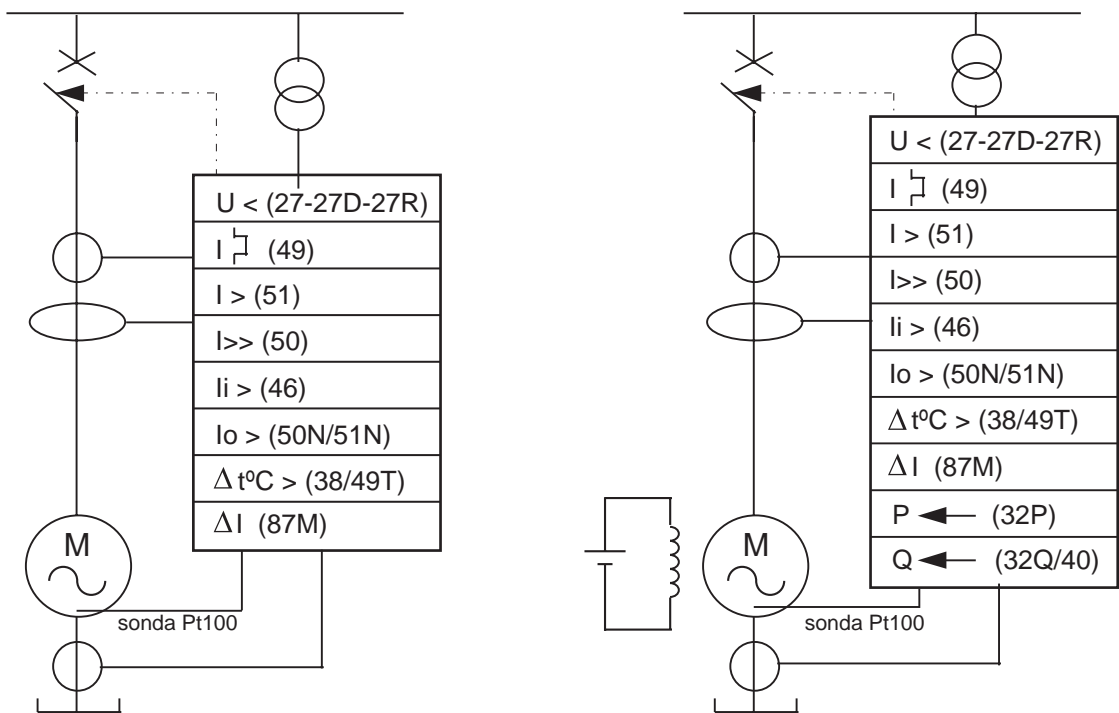 U < (27-27D-27R)
I (49)
I > (51)
I>> (50)
Ii > (46)
Io > (50N/51N)
Δ tºC > (38/49T)
Δ I (87M)
M
sonda Pt100
U < (27-27D-27R)
I (49)
I > (51)
I>> (50)
Ii > (46)
Io > (50N/51N)
Δ tºC > (38/49T)
Δ I (87M)
P (32P)
Q (32Q/40)
M
sonda Pt100